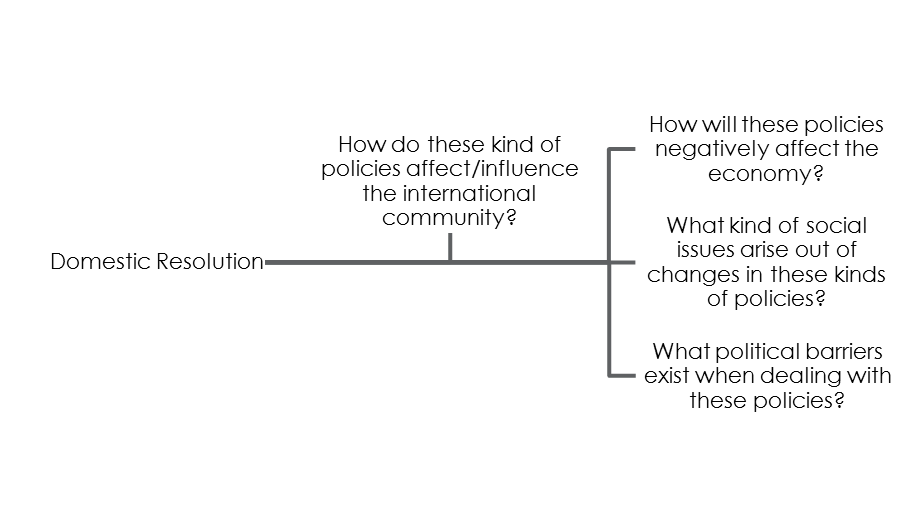 Domestic Resolution
How do these kind of
policies affect/influence
the international
community?
How will these policies
negatively affect the
economy?
What kind of social
issues arise out of
changes in these kinds
of policies?
What political barriers
exist when dealing with
these policies?